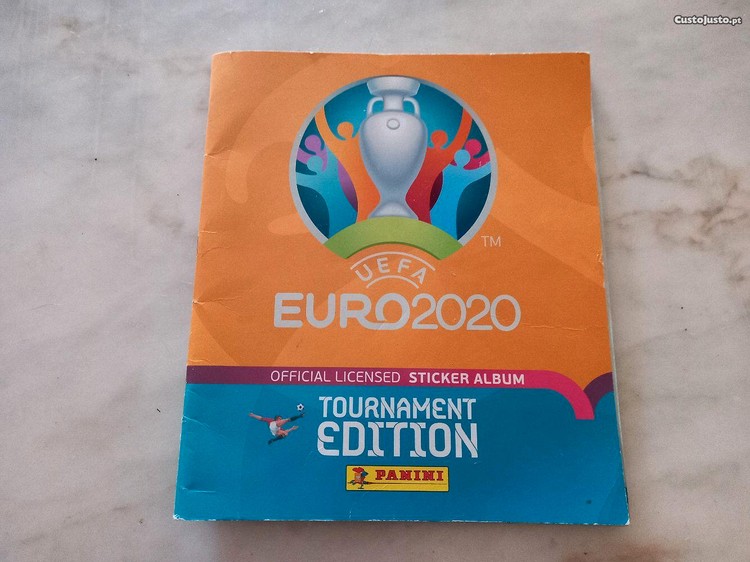 CustoJusto.pt
TM
UEFA
EURO2020
OFFICIAL LICENSED STICKER ALBUM
TOURNAMENT
EDITION
PANINI